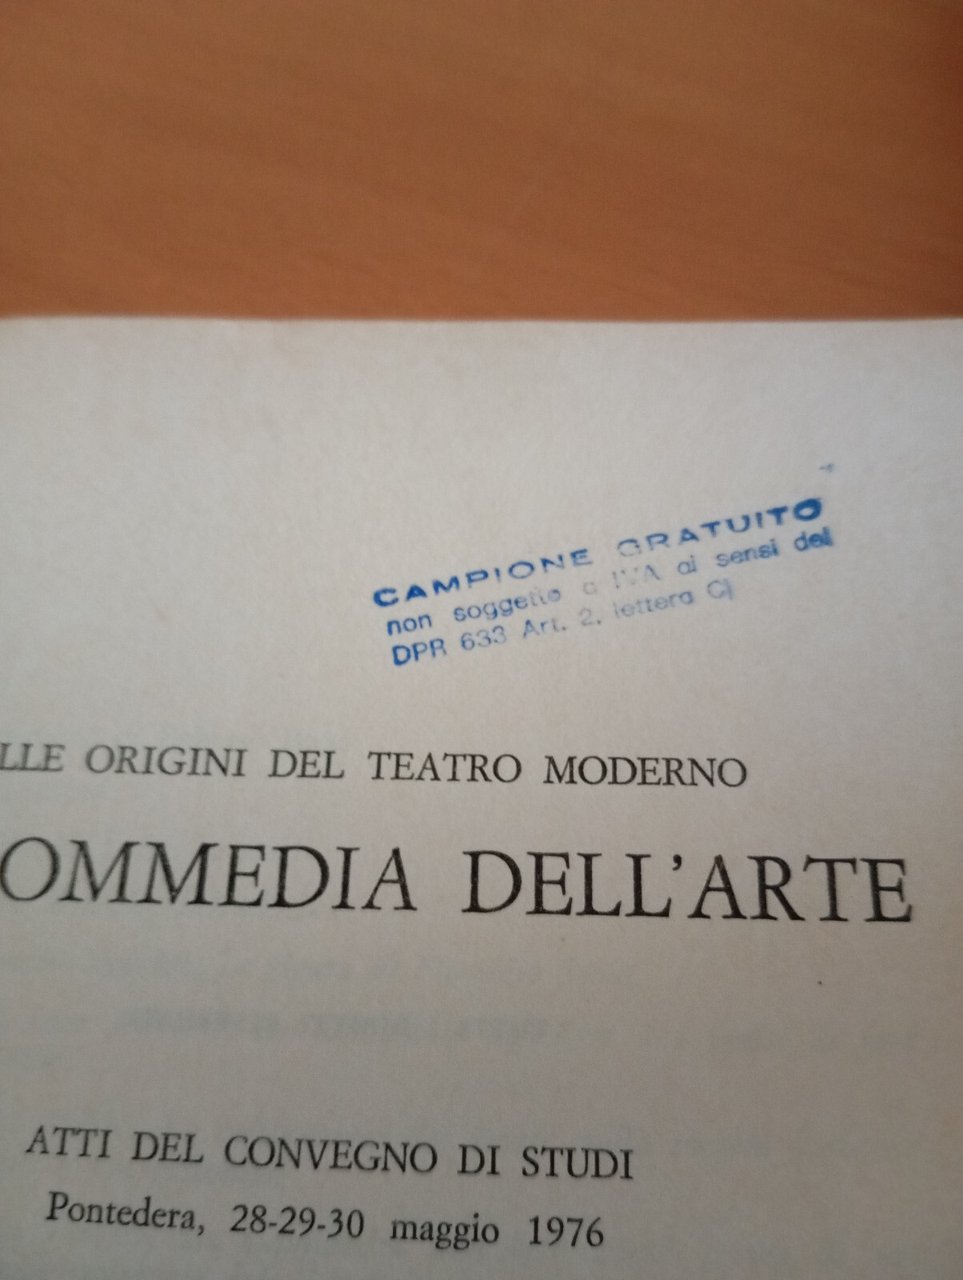 CAMPIONE GRATUITO
non soggetto a IVA ai sensi del
DPR 633 Art. 2, lettera C)
LLE ORIGINI DEL TEATRO MODERNO
OMMEDIA DELL'ARTE
ATTI DEL CONVEGNO DI STUDI
Pontedera, 28-29-30 maggio 1976